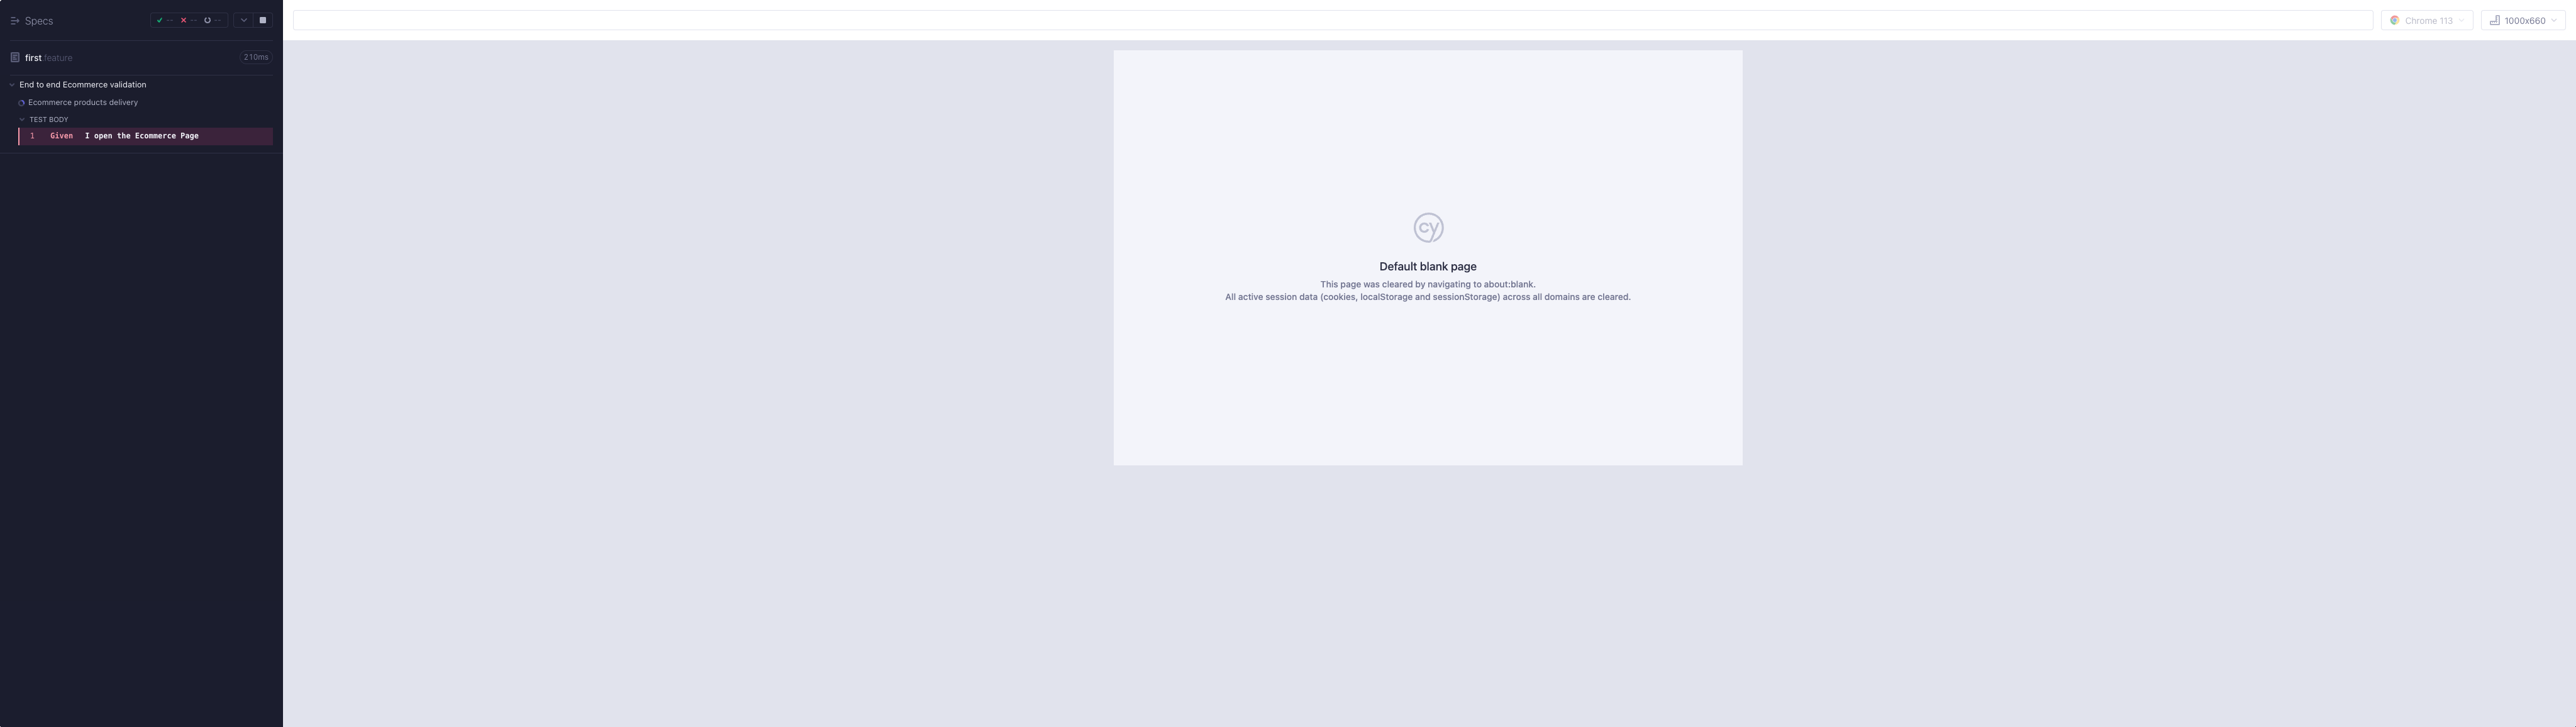 Specs
--
--
--
first.feature
210ms
End to end Ecommerce validation
Ecommerce products delivery
TEST BODY
1 Given I open the Ecommerce Page
Chrome 113
1000x660
cy
Default blank page
This page was cleared by navigating to about:blank.
All active session data (cookies, localStorage and sessionStorage) across all domains are cleared.